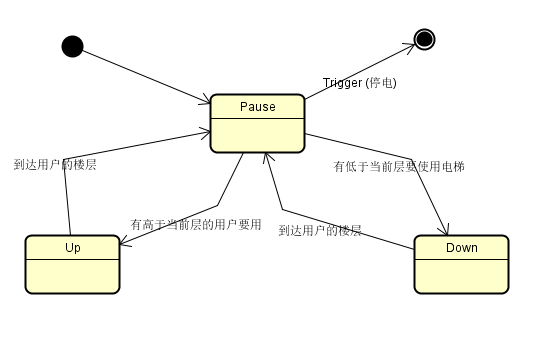 Trigger (停电)
Pause
到达用户的楼层
有低于当前层要使用电梯
有高于当前层的用户要用
到达用户的楼层
Up
Down